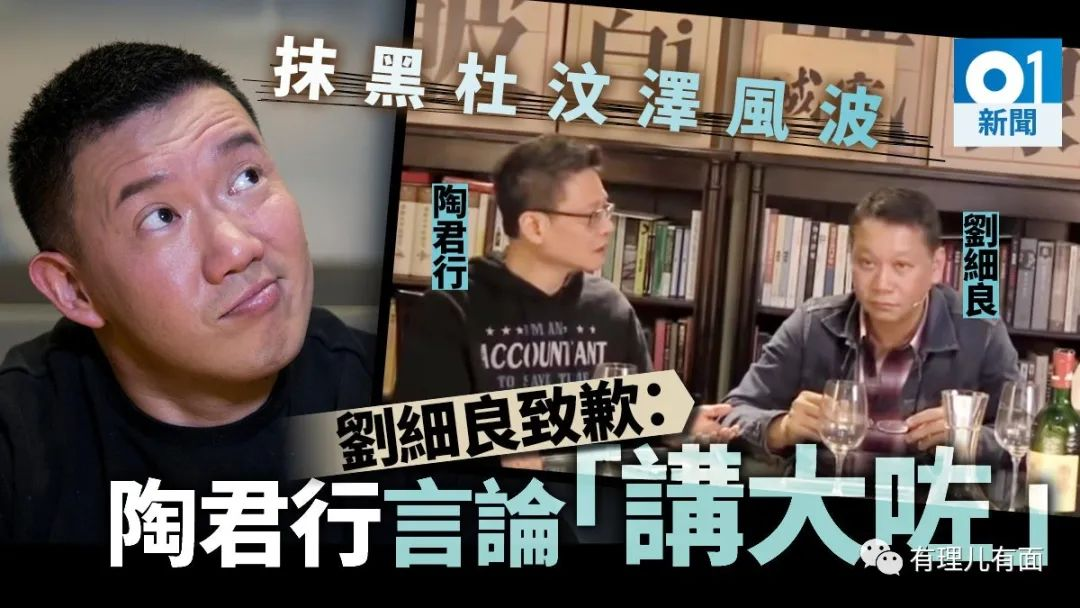 抹黑杜汶澤風波
01
新聞
陶君行
劉細良
I'M AN
ACCOUNTANT
劉細良致歉：
陶君行言論「講大咗」
有理儿有面